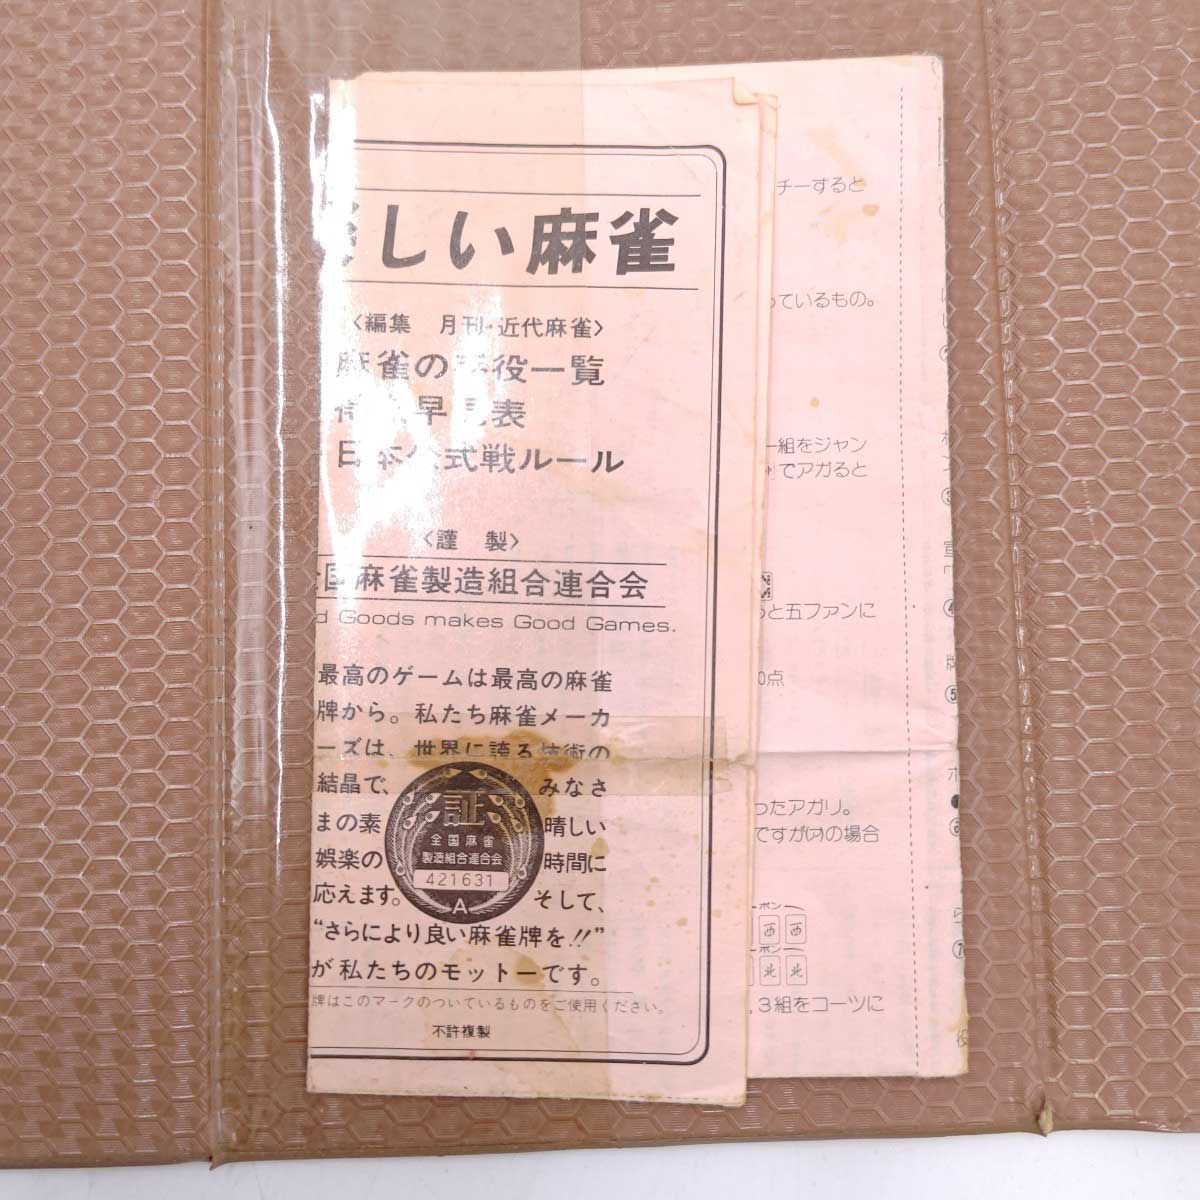 しい麻雀
〈編集 月刊・近代麻雀〉
麻雀の 役一覧
早 表
日本 式戦ルール
〈謹 製〉
国麻雀製造組合連合会
d Goods makes Good Games.
最高のゲームは最高の麻雀
牌から。私たち麻雀メーカ
ーズは、世界に誇る技術の
結晶で、 みなさ
まの素 晴しい
娯楽の 時間に
応えます。 そして、
“さらにより良い麻雀牌を!!”
が私たちのモットーです。
牌はこのマークのついているものをご使用ください。
不許複製
証
全国麻雀
製造組合連合会
421631
A
チーすると
っているもの。
一組をジャン
でアガると
と五ファンに
0点
ったアガリ。
ですが(ハ)の場合
ポン
西 西
ポン
北 北
3組をコーツに